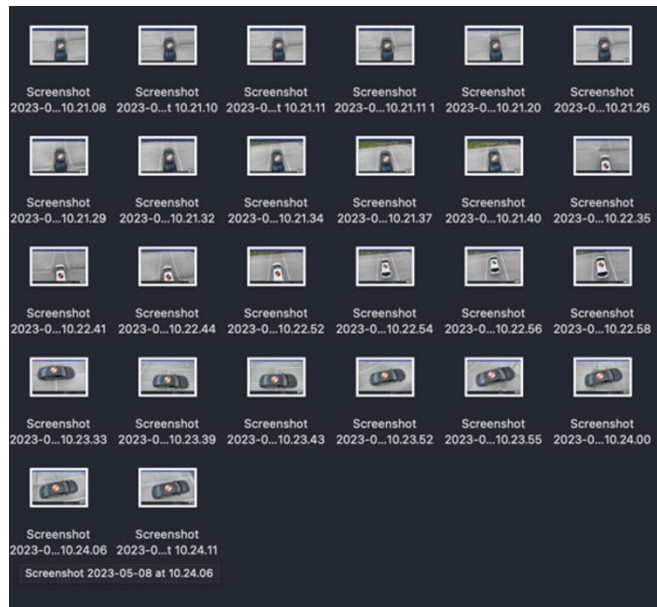 Screenshot Screenshot Screenshot Screenshot Screenshot Screenshot
2023-0...10.21.08 2023-0...t 10.21.10 2023-0...t 10.21.11 2023-0...10.21.11 1 2023-0...10.21.20 2023-0...10.21.26
Screenshot Screenshot Screenshot Screenshot Screenshot Screenshot
2023-0...10.21.29 2023-0...10.21.32 2023-0...10.21.34 2023-0...10.21.37 2023-0...10.21.40 2023-0...10.22.35
Screenshot Screenshot Screenshot Screenshot Screenshot Screenshot
2023-0...10.22.41 2023-0...10.22.44 2023-0...10.22.52 2023-0...10.22.54 2023-0...10.22.56 2023-0...10.22.58
Screenshot Screenshot Screenshot Screenshot Screenshot Screenshot
2023-0...10.23.33 2023-0...10.23.39 2023-0...10.23.43 2023-0...10.23.52 2023-0...10.23.55 2023-0...10.24.00
Screenshot Screenshot
2023-0...10.24.06 2023-0...t 10.24.11
Screenshot 2023-05-08 at 10.24.06